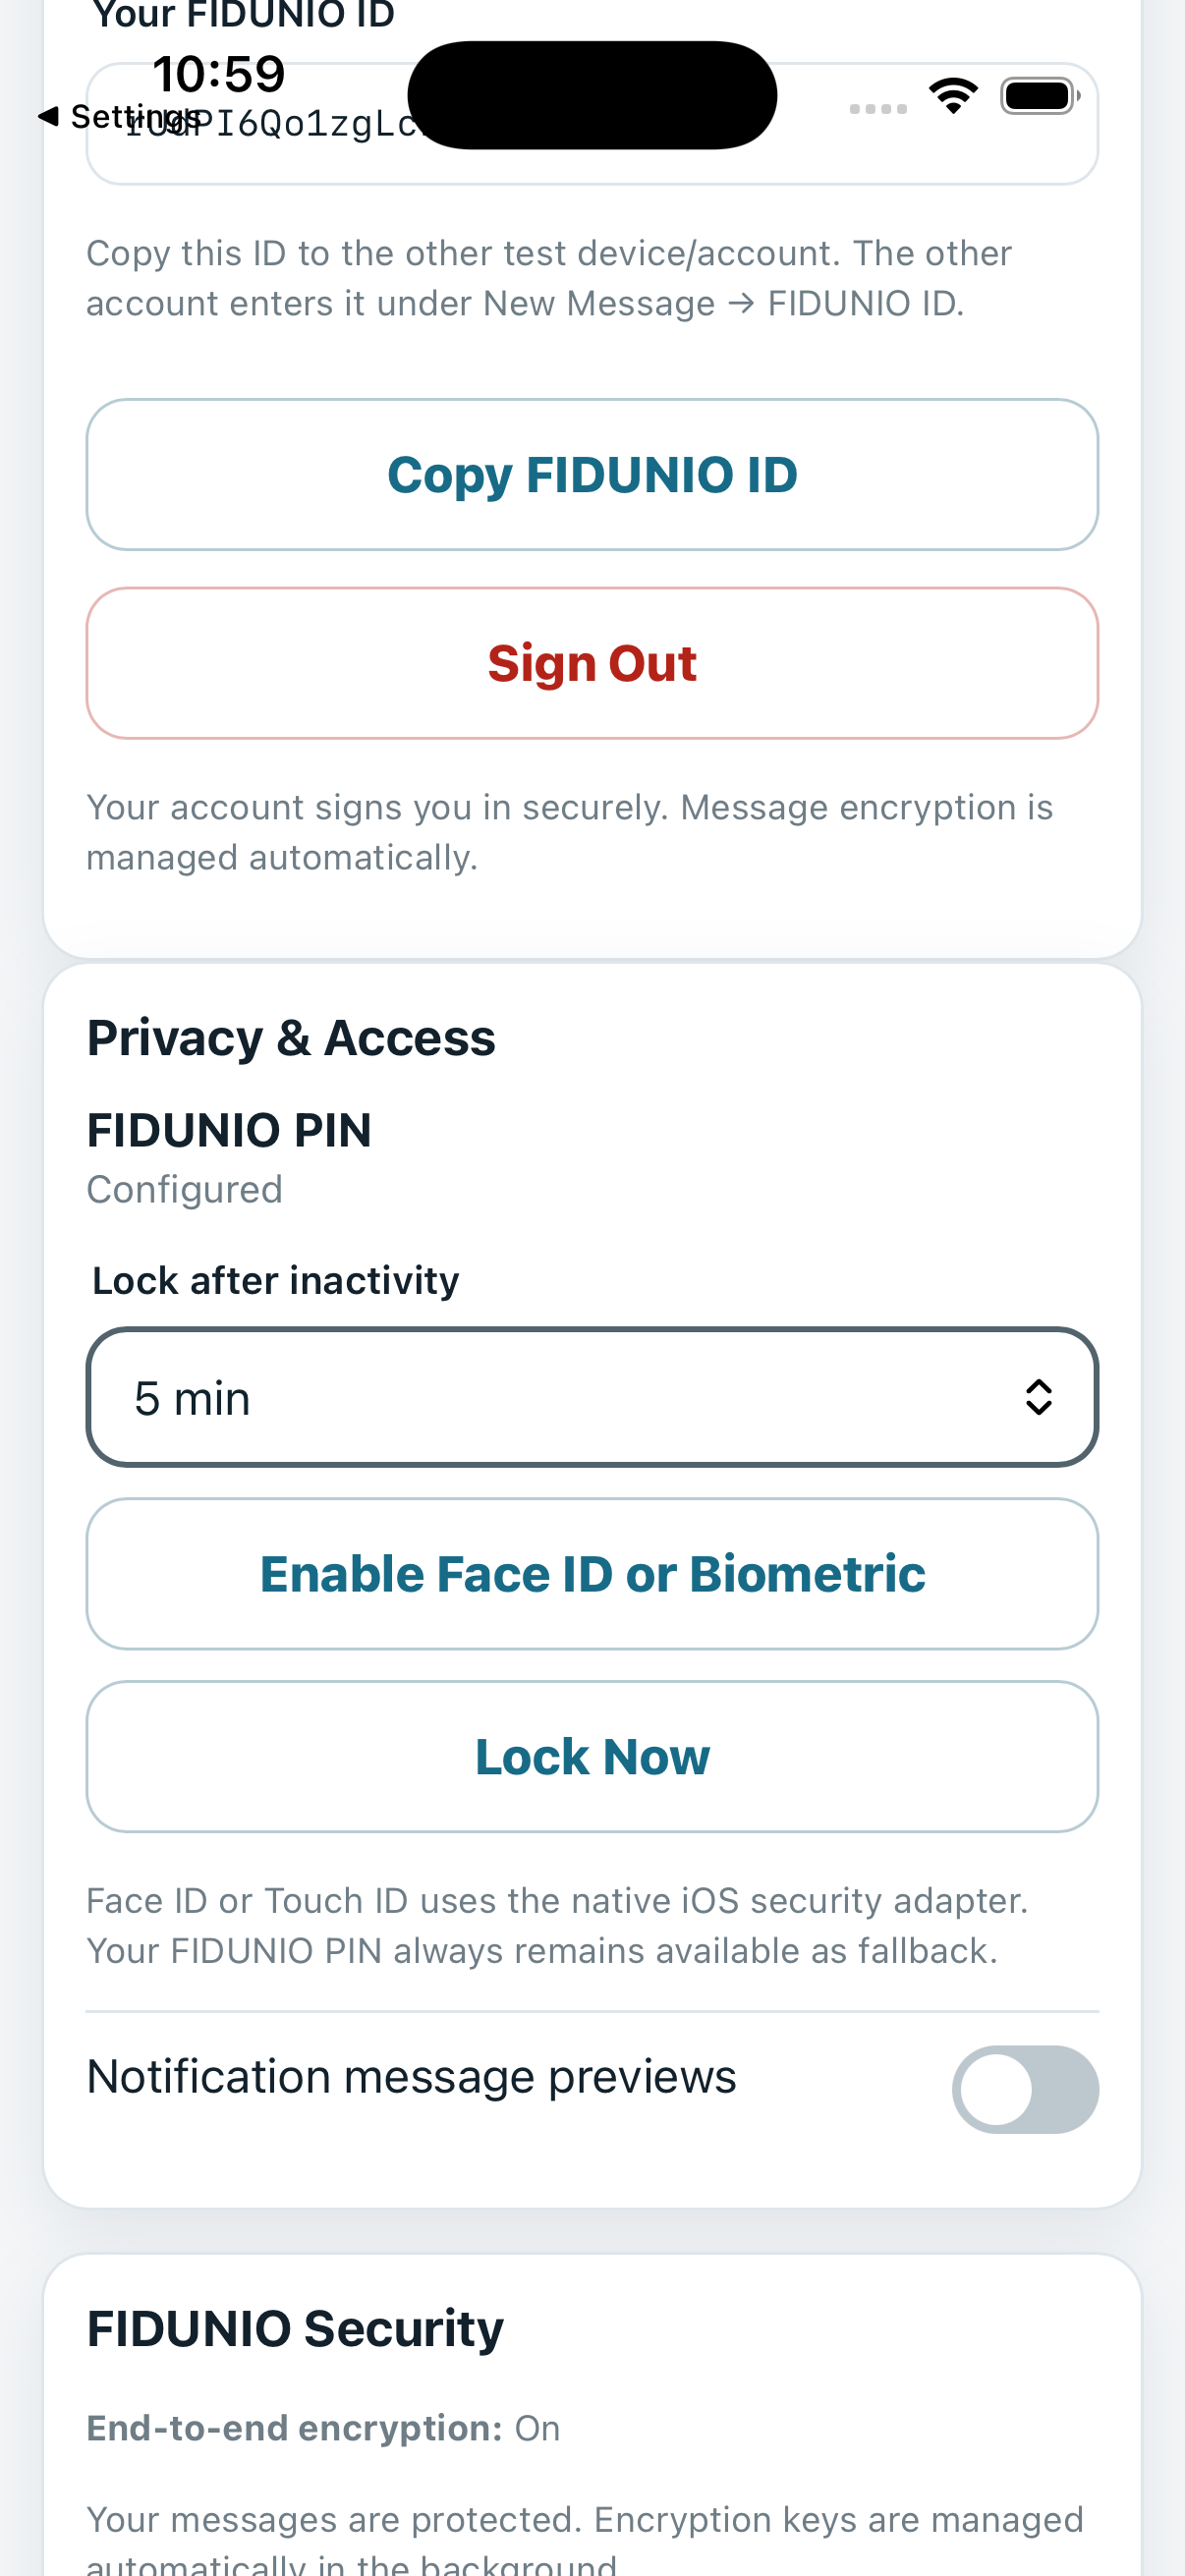 Your FIDUNIO ID
10:59
Settings
PI6Qo1zgLc
Copy this ID to the other test device/account. The other
account enters it under New Message → FIDUNIO ID.
Copy FIDUNIO ID
Sign Out
Your account signs you in securely. Message encryption is
managed automatically.
Privacy & Access
FIDUNIO PIN
Configured
Lock after inactivity
5 min
Enable Face ID or Biometric
Lock Now
Face ID or Touch ID uses the native iOS security adapter.
Your FIDUNIO PIN always remains available as fallback.
Notification message previews
FIDUNIO Security
End-to-end encryption: On
Your messages are protected. Encryption keys are managed
automatically in the background